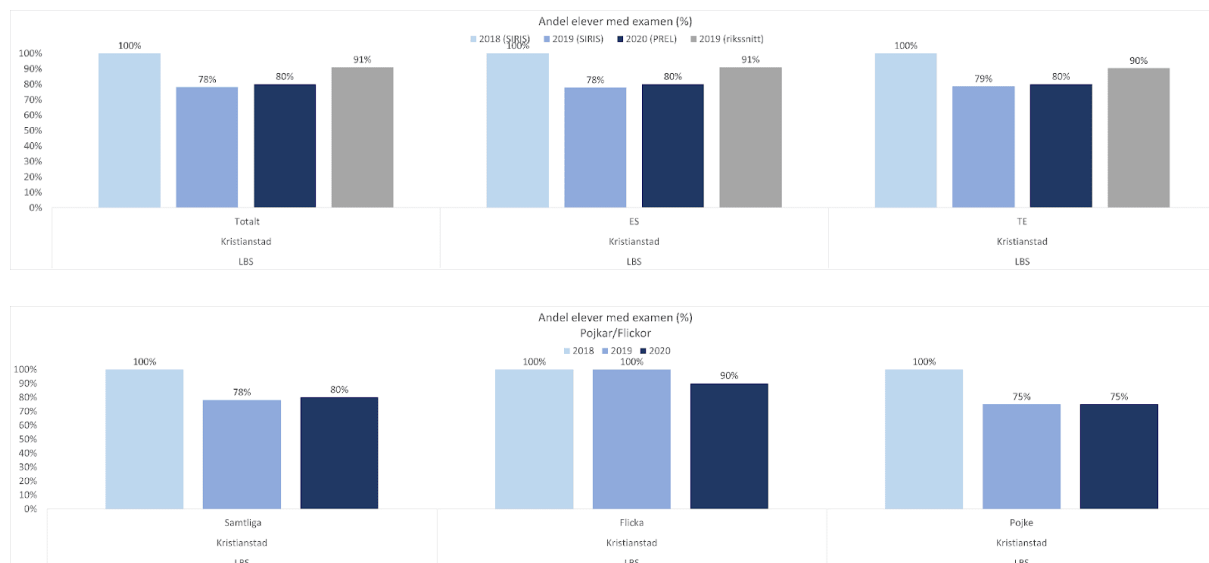 Andel elever med examen (%)
2018 (SIRIS) 2019 (SIRIS) 2020 (PREL) 2019 (rikssnitt)
100% 78% 80% 91% 100% 78% 80% 91% 100% 79% 80% 90%
100%
90%
80%
70%
60%
50%
40%
30%
20%
10%
0%
Totalt ES TE
Kristianstad Kristianstad Kristianstad
LBS LBS LBS
Andel elever med examen (%)
Pojkar/Flickor
2018 2019 2020
100% 78% 80% 100% 100% 90% 100% 75% 75%
100%
90%
80%
70%
60%
50%
40%
30%
20%
10%
0%
Samtliga Flicka Pojke
Kristianstad Kristianstad Kristianstad
LBS LBS LBS